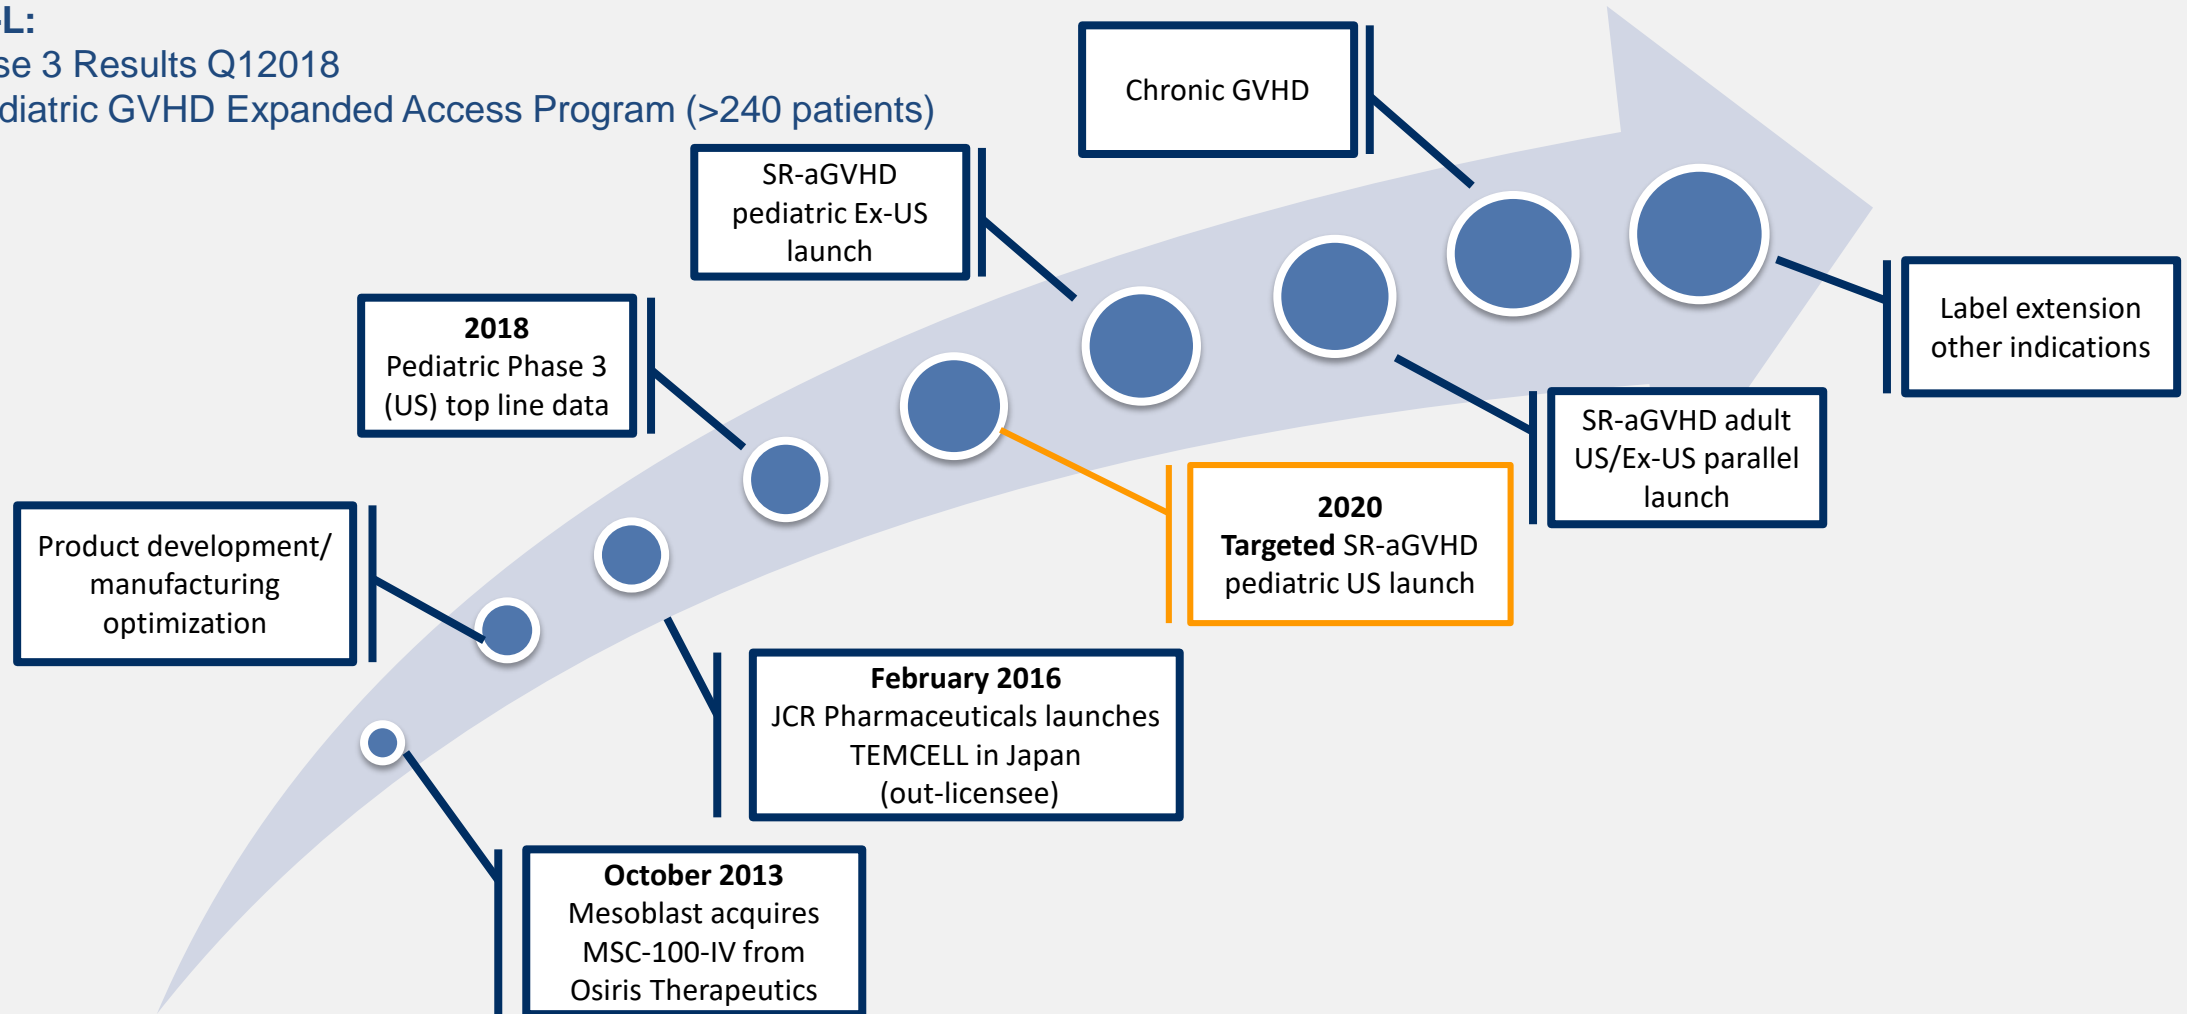 -L:
se 3 Results Q12018
diatric GVHD Expanded Access Program (>240 patients)
Chronic GVHD
SR-aGVHD
pediatric Ex-US
launch
2018
Pediatric Phase 3
(US) top line data
Label extension
other indications
SR-aGVHD adult
US/Ex-US parallel
launch
2020
Targeted SR-aGVHD
pediatric US launch
Product development/
manufacturing
optimization
February 2016
JCR Pharmaceuticals launches
TEMCELL in Japan
(out-licensee)
October 2013
Mesoblast acquires
MSC-100-IV from
Osiris Therapeutics